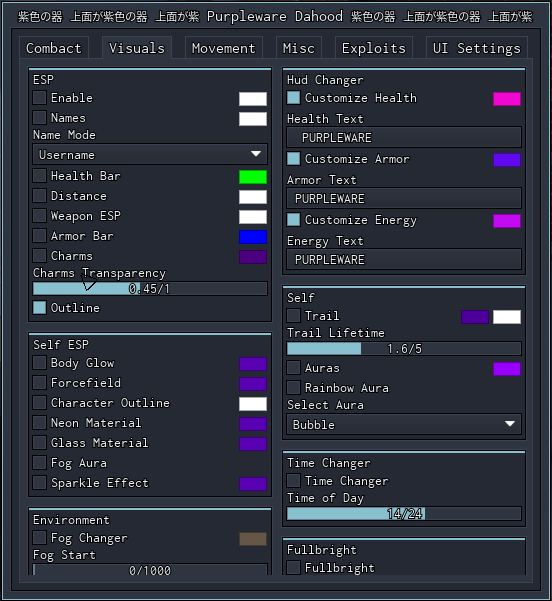 紫色の器 上面が紫色の器 上面が紫 Purpleware Dahood 紫色の器 上面が紫色の器 上面が紫
Combact
Visuals
Movement
Misc
Exploits
UI Settings
ESP
Enable
Names
Name Mode
Username
Health Bar
Distance
Weapon ESP
Armor Bar
Charms
Charms Transparency
0.45/1
Outline
Self ESP
Body Glow
Forcefield
Character Outline
Neon Material
Glass Material
Fog Aura
Sparkle Effect
Environment
Fog Changer
Fog Start
0/1000
Hud Changer
Customize Health
Health Text
PURPLEWARE
Customize Armor
Armor Text
PURPLEWARE
Customize Energy
Energy Text
PURPLEWARE
Self
Trail
Trail Lifetime
1.6/5
Auras
Rainbow Aura
Select Aura
Bubble
Time Changer
Time Changer
Time of Day
14/24
Fullbright
Fullbright